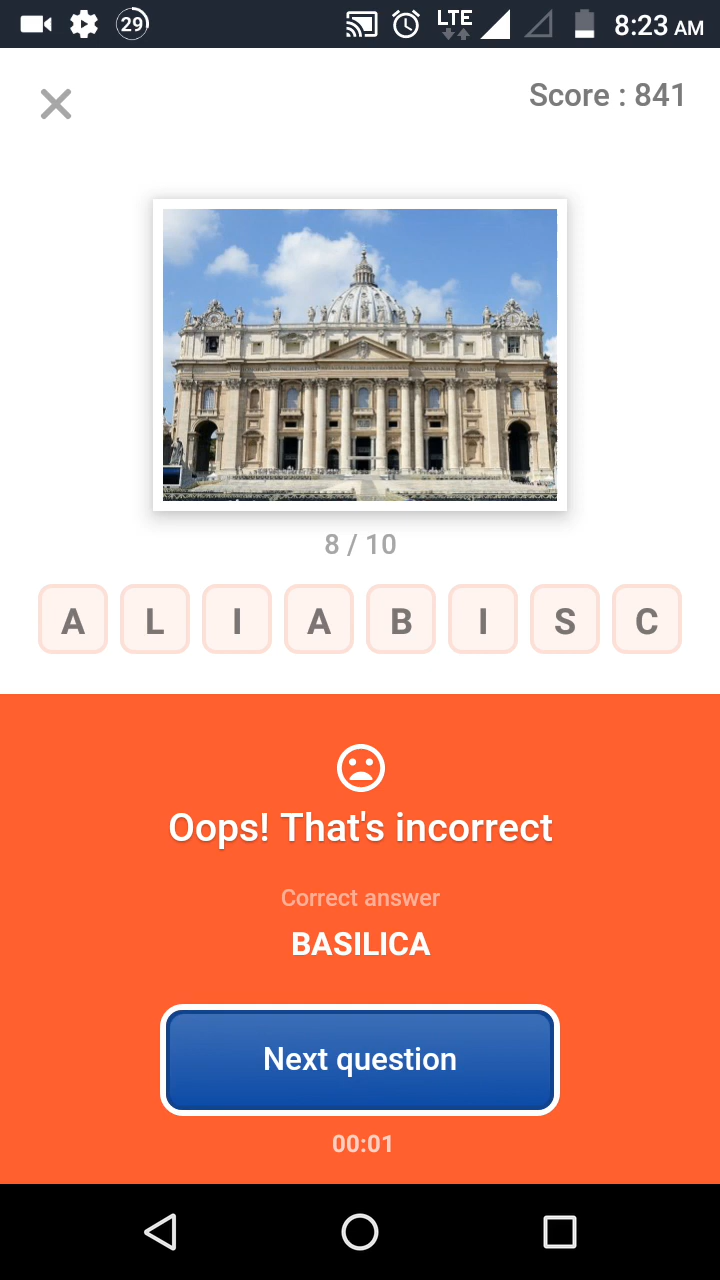 29 LTE 8:23 AM
Score : 841
8 / 10
A L I A B I S C
Oops! That's incorrect
Correct answer
BASILICA
Next question
00:01